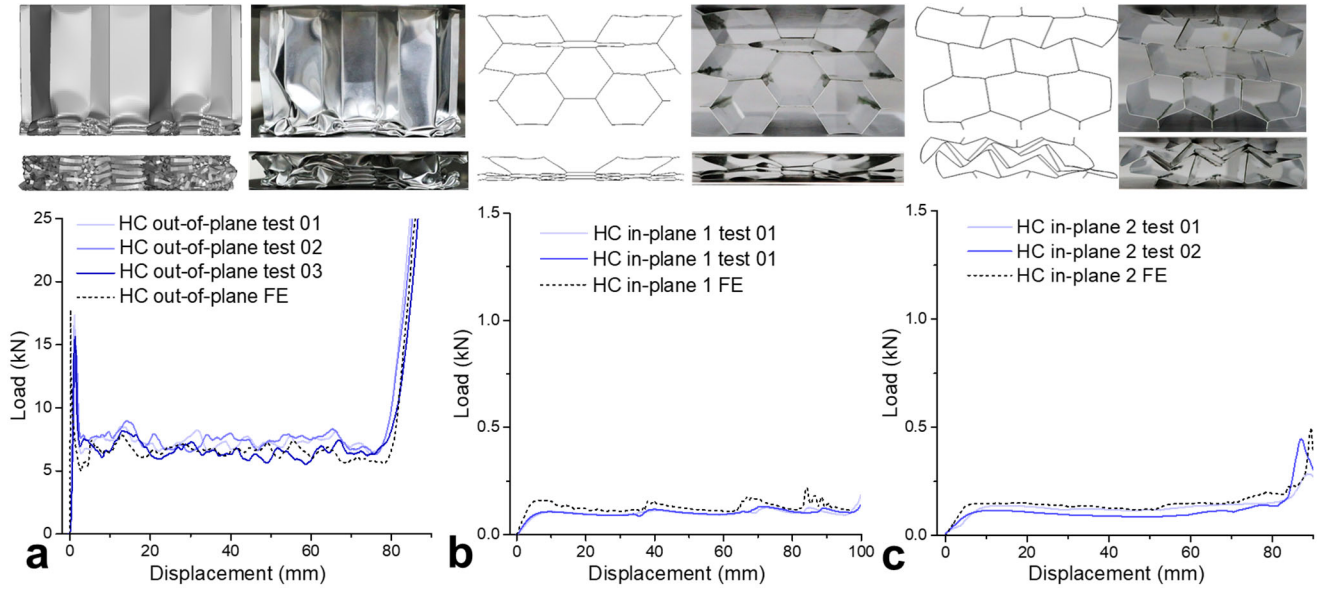 HC out-of-plane test 01
HC out-of-plane test 02
HC out-of-plane test 03
HC out-of-plane FE
25
20
15
10
5
0
Load (kN)
0
20
40
60
80
Displacement (mm)
a
HC in-plane 1 test 01
HC in-plane 1 test 01
HC in-plane 1 FE
1.5
1.0
0.5
0.0
Load (kN)
0
20
40
60
80
100
Displacement (mm)
b
HC in-plane 2 test 01
HC in-plane 2 test 02
HC in-plane 2 FE
1.5
1.0
0.5
0.0
Load (kN)
0
20
40
60
80
Displacement (mm)
c